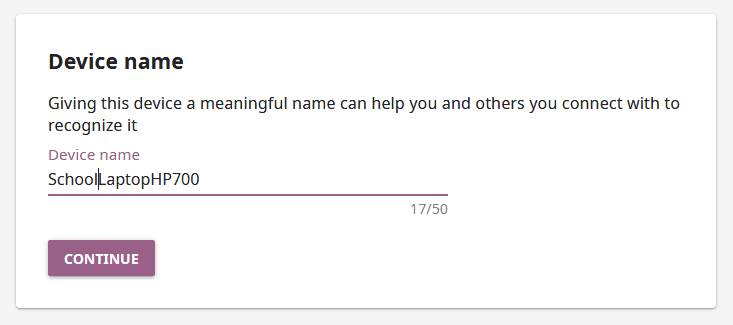 Device name
Giving this device a meaningful name can help you and others you connect with to
recognize it
Device name
SchoolLaptopHP700
17/50
CONTINUE